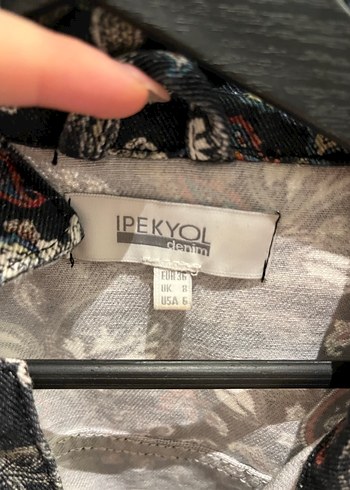 IPEKYOL
denim
EUR 36
UK 8
USA 6